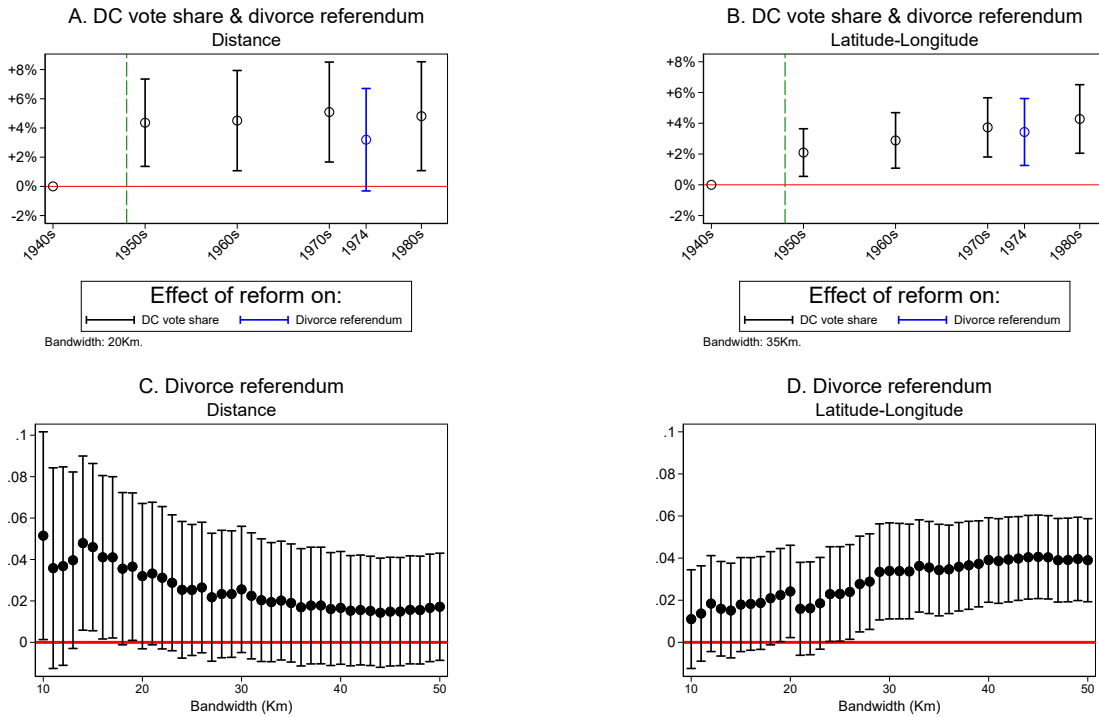 A. DC vote share & divorce referendum
Distance
+8%
+6%
+4%
+2%
0%
-2%
1940s
1950s
1960s
1970s
1974
1980s
Effect of reform on:
DC vote share
Divorce referendum
Bandwidth: 20Km.
B. DC vote share & divorce referendum
Latitude-Longitude
+8%
+6%
+4%
+2%
0%
-2%
1940s
1950s
1960s
1970s
1974
1980s
Effect of reform on:
DC vote share
Divorce referendum
Bandwidth: 35Km.
C. Divorce referendum
Distance
.1
.08
.06
.04
.02
0
10
20
30
40
50
Bandwidth (Km)
D. Divorce referendum
Latitude-Longitude
.1
.08
.06
.04
.02
0
10
20
30
40
50
Bandwidth (Km)